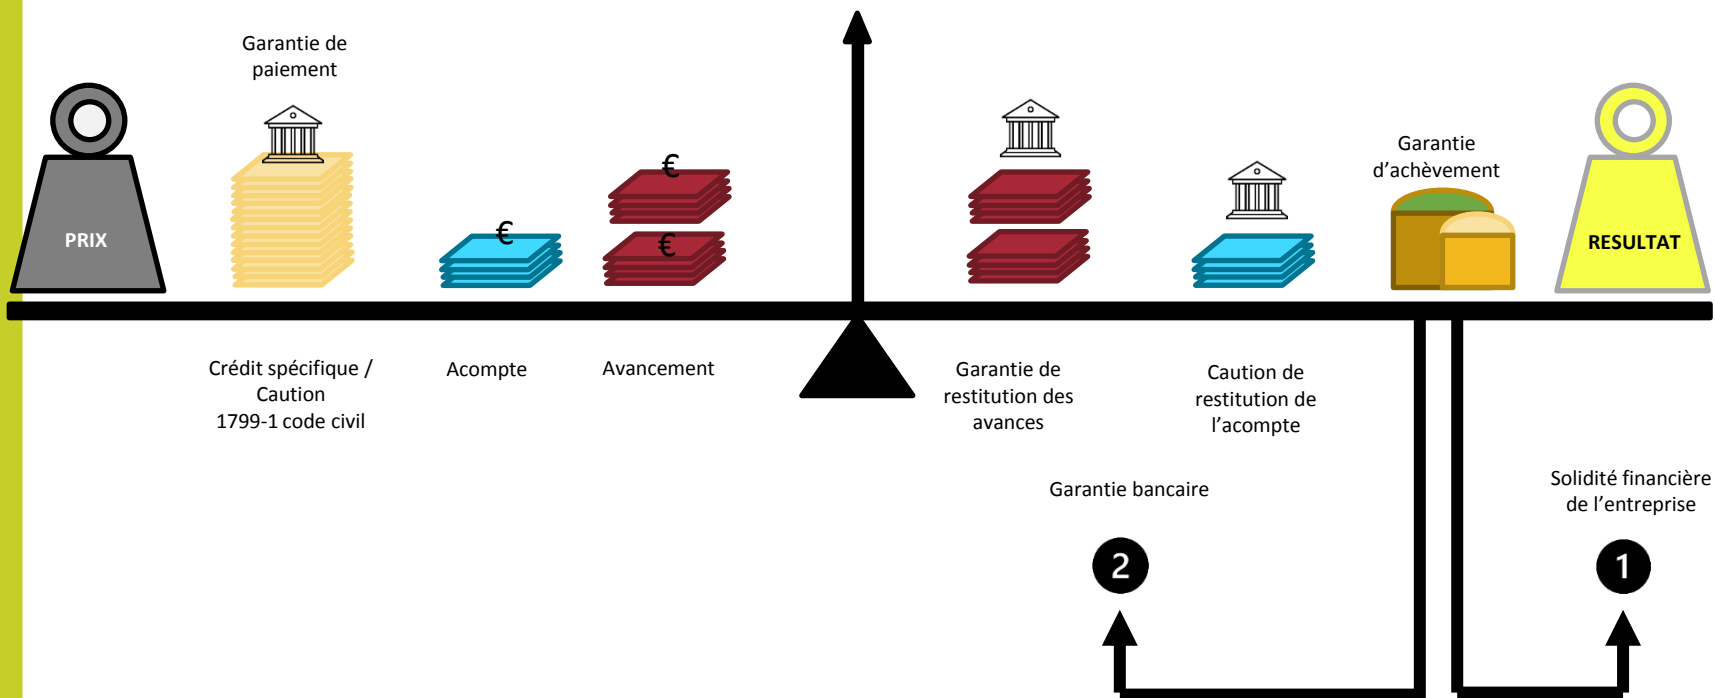 Garantie de
paiement
PRIX
€
€
€
Garantie
d’achèvement
RESULTAT
Crédit spécifique /
Caution
1799-1 code civil
Acompte
Avancement
Garantie de
restitution des
avances
Caution de
restitution de
l’acompte
Garantie bancaire
2
Solidité financière
de l’entreprise
1